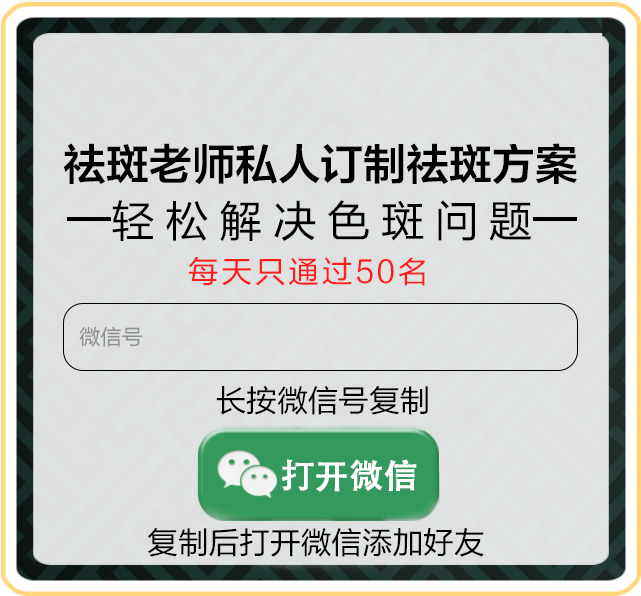 祛斑老师私人订制祛斑方案
—轻松解决色斑问题—
每天只通过50名
微信号
长按微信号复制
打开微信
复制后打开微信添加好友